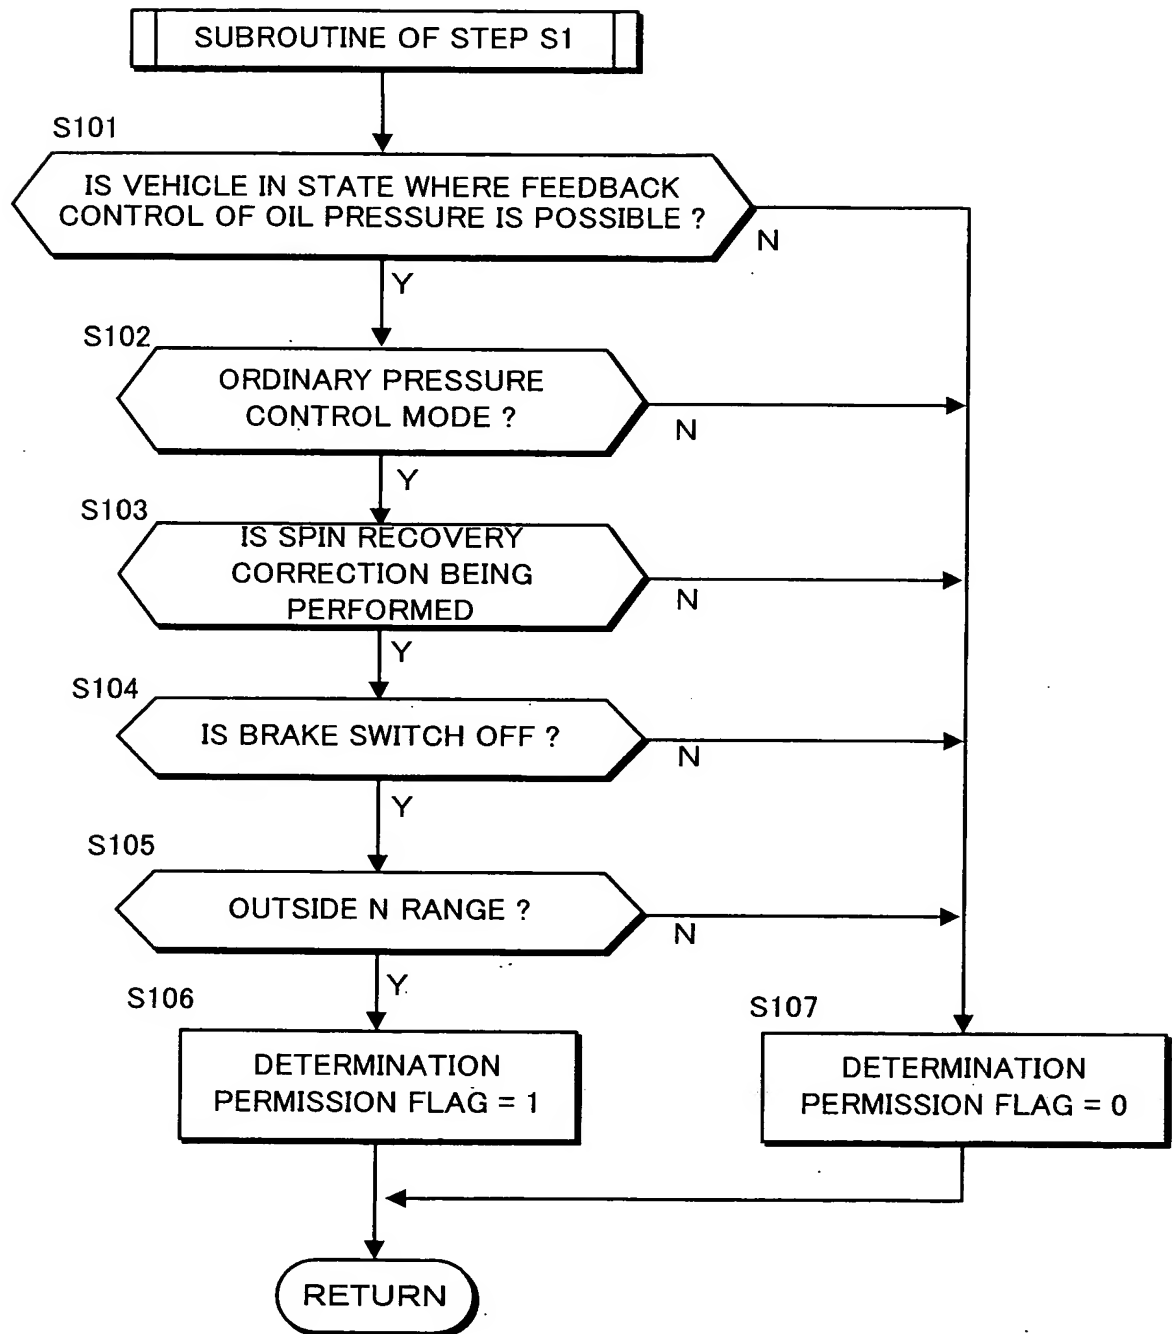 SUBROUTINE OF STEP S1
S101
IS VEHICLE IN STATE WHERE FEEDBACK
CONTROL OF OIL PRESSURE IS POSSIBLE ?
N
Y
S102
ORDINARY PRESSURE
CONTROL MODE ?
N
Y
S103
IS SPIN RECOVERY
CORRECTION BEING
PERFORMED
N
Y
S104
IS BRAKE SWITCH OFF ?
N
Y
S105
OUTSIDE N RANGE ?
N
Y
S106
DETERMINATION
PERMISSION FLAG = 1
S107
DETERMINATION
PERMISSION FLAG = 0
RETURN